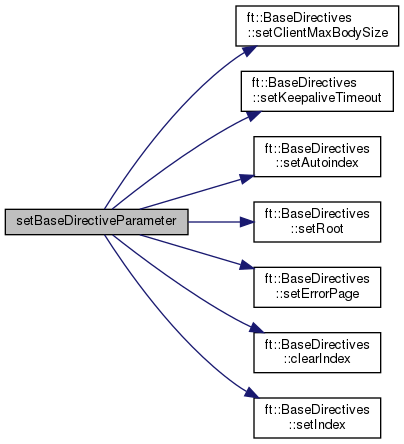 ft::BaseDirectives
::setClientMaxBodySize
ft::BaseDirectives
::setKeepaliveTimeout
ft::BaseDirectives
::setAutoindex
setBaseDirectiveParameter
ft::BaseDirectives
::setRoot
ft::BaseDirectives
::setErrorPage
ft::BaseDirectives
::clearIndex
ft::BaseDirectives
::setIndex